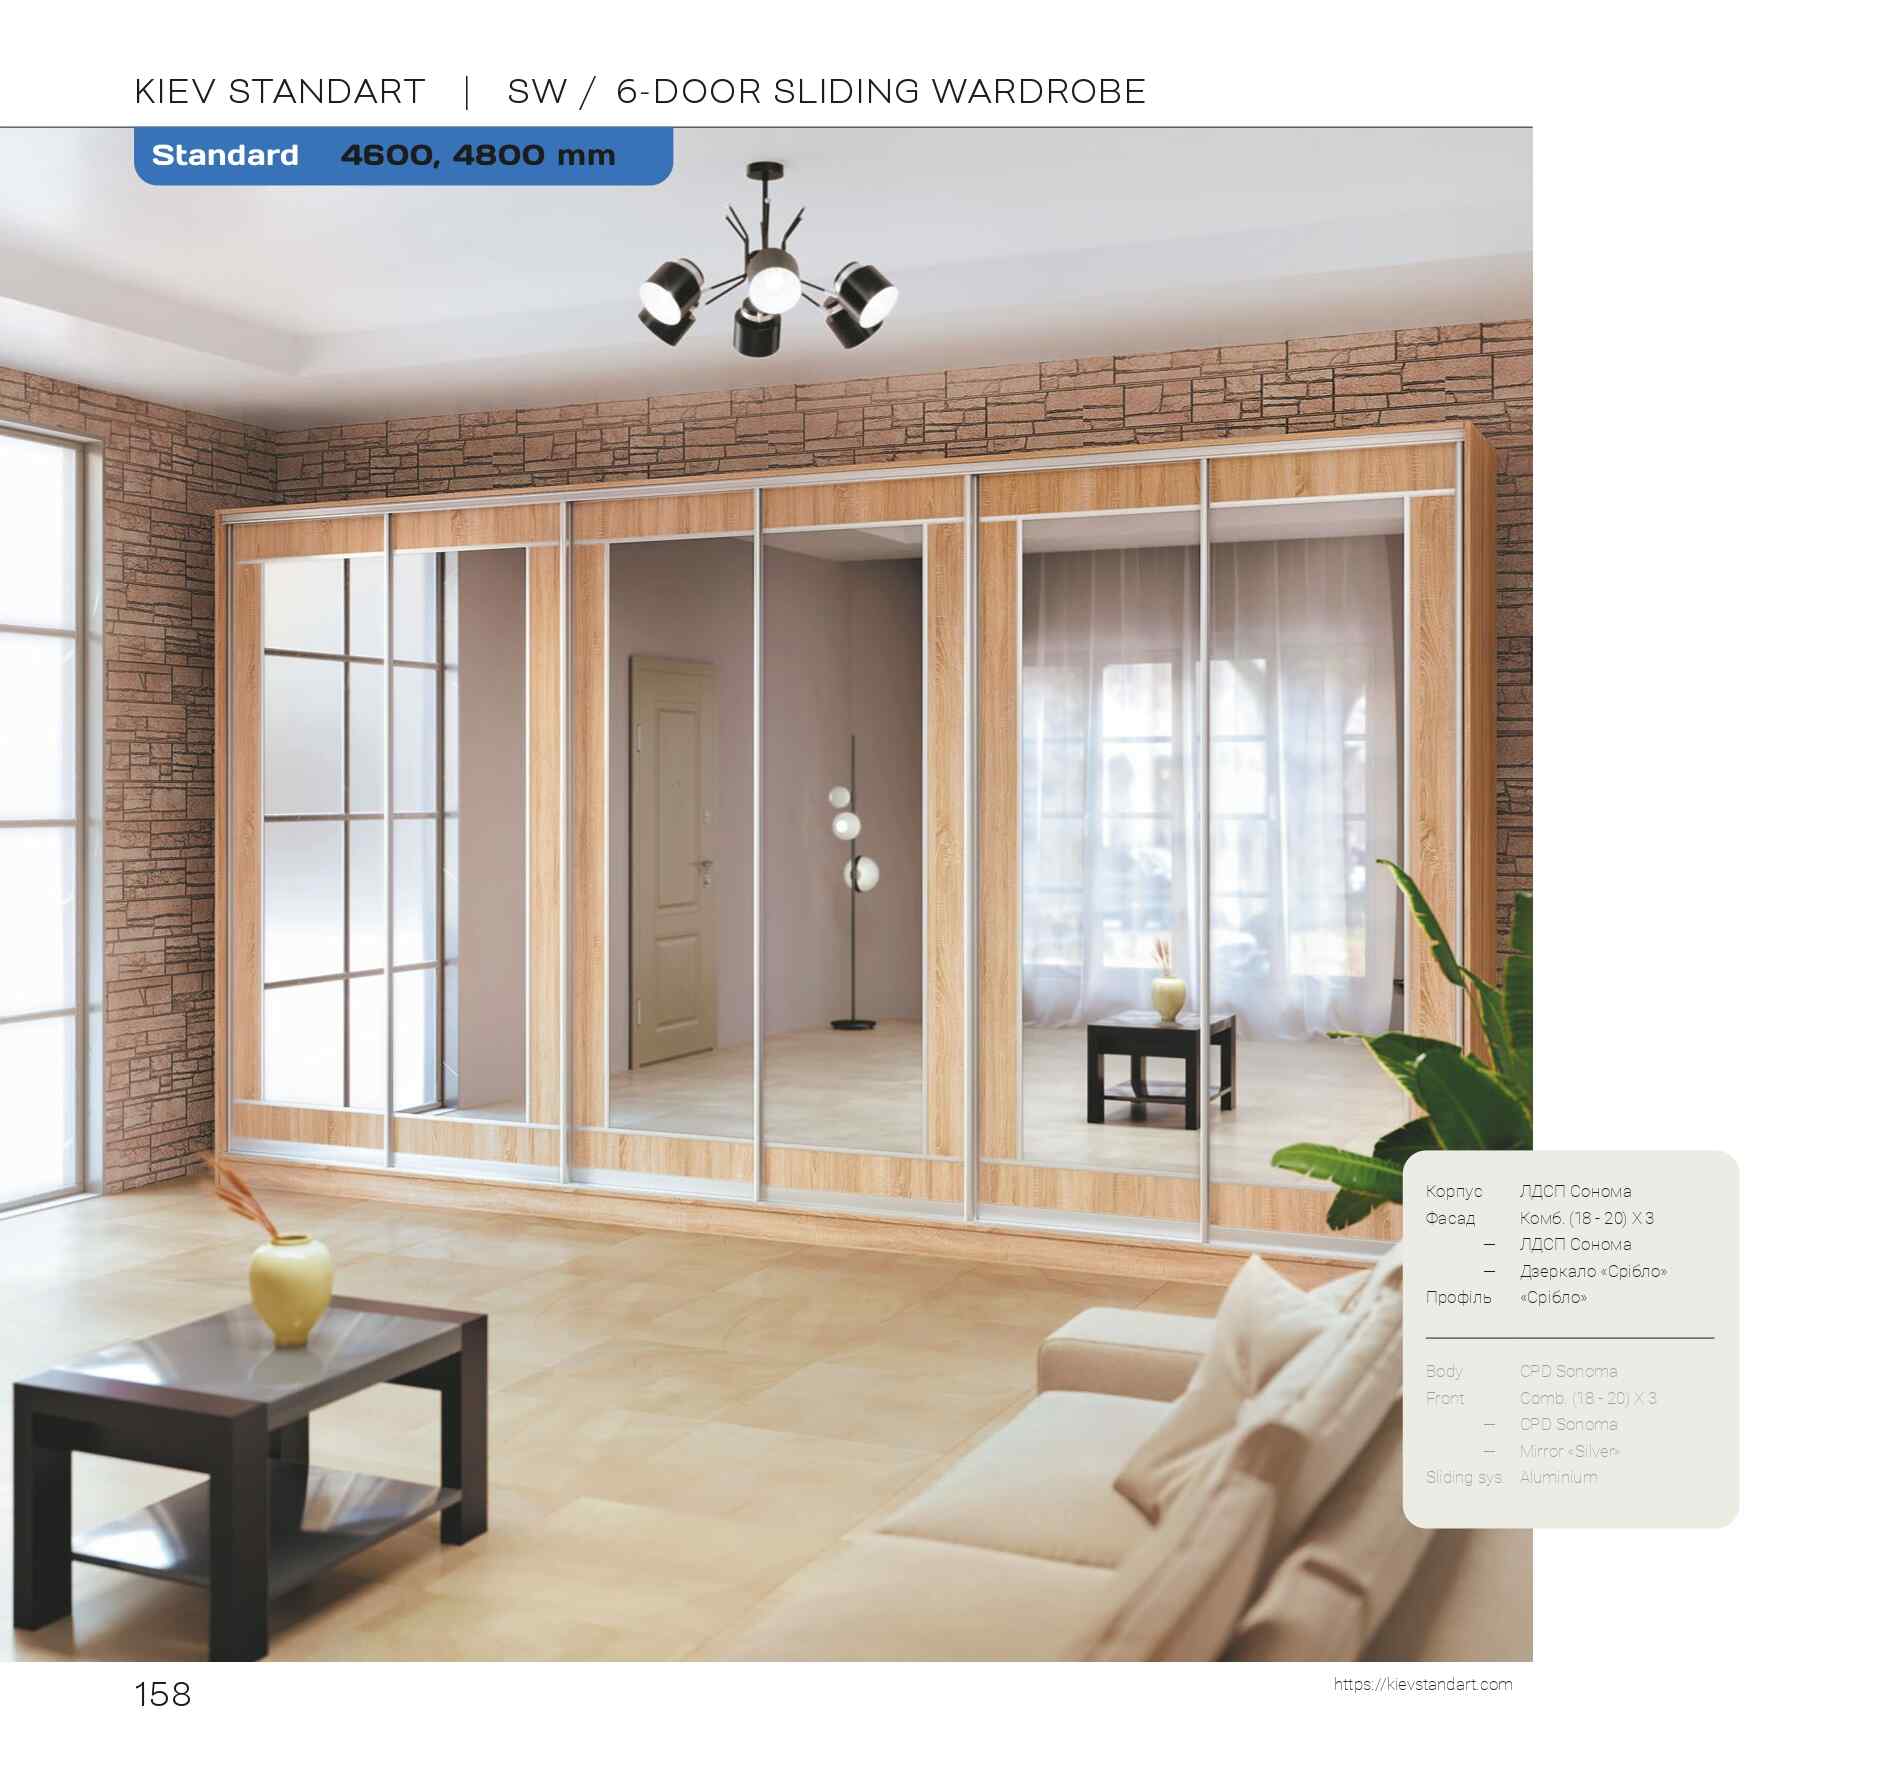 KIEV STANDART | SW / 6-DOOR SLIDING WARDROBE
Standard 4600, 4800 mm
Корпус ЛДСП Сонома
Фасад Комб. (18 - 20) X 3
— ЛДСП Сонома
— Дзеркало «Срібло»
Профіль «Срібло»
Body CPD Sonoma
Front Comb. (18 - 20) X 3
— CPD Sonoma
— Mirror «Silver»
Sliding sys. Aluminium
158
https://kievstandart.com